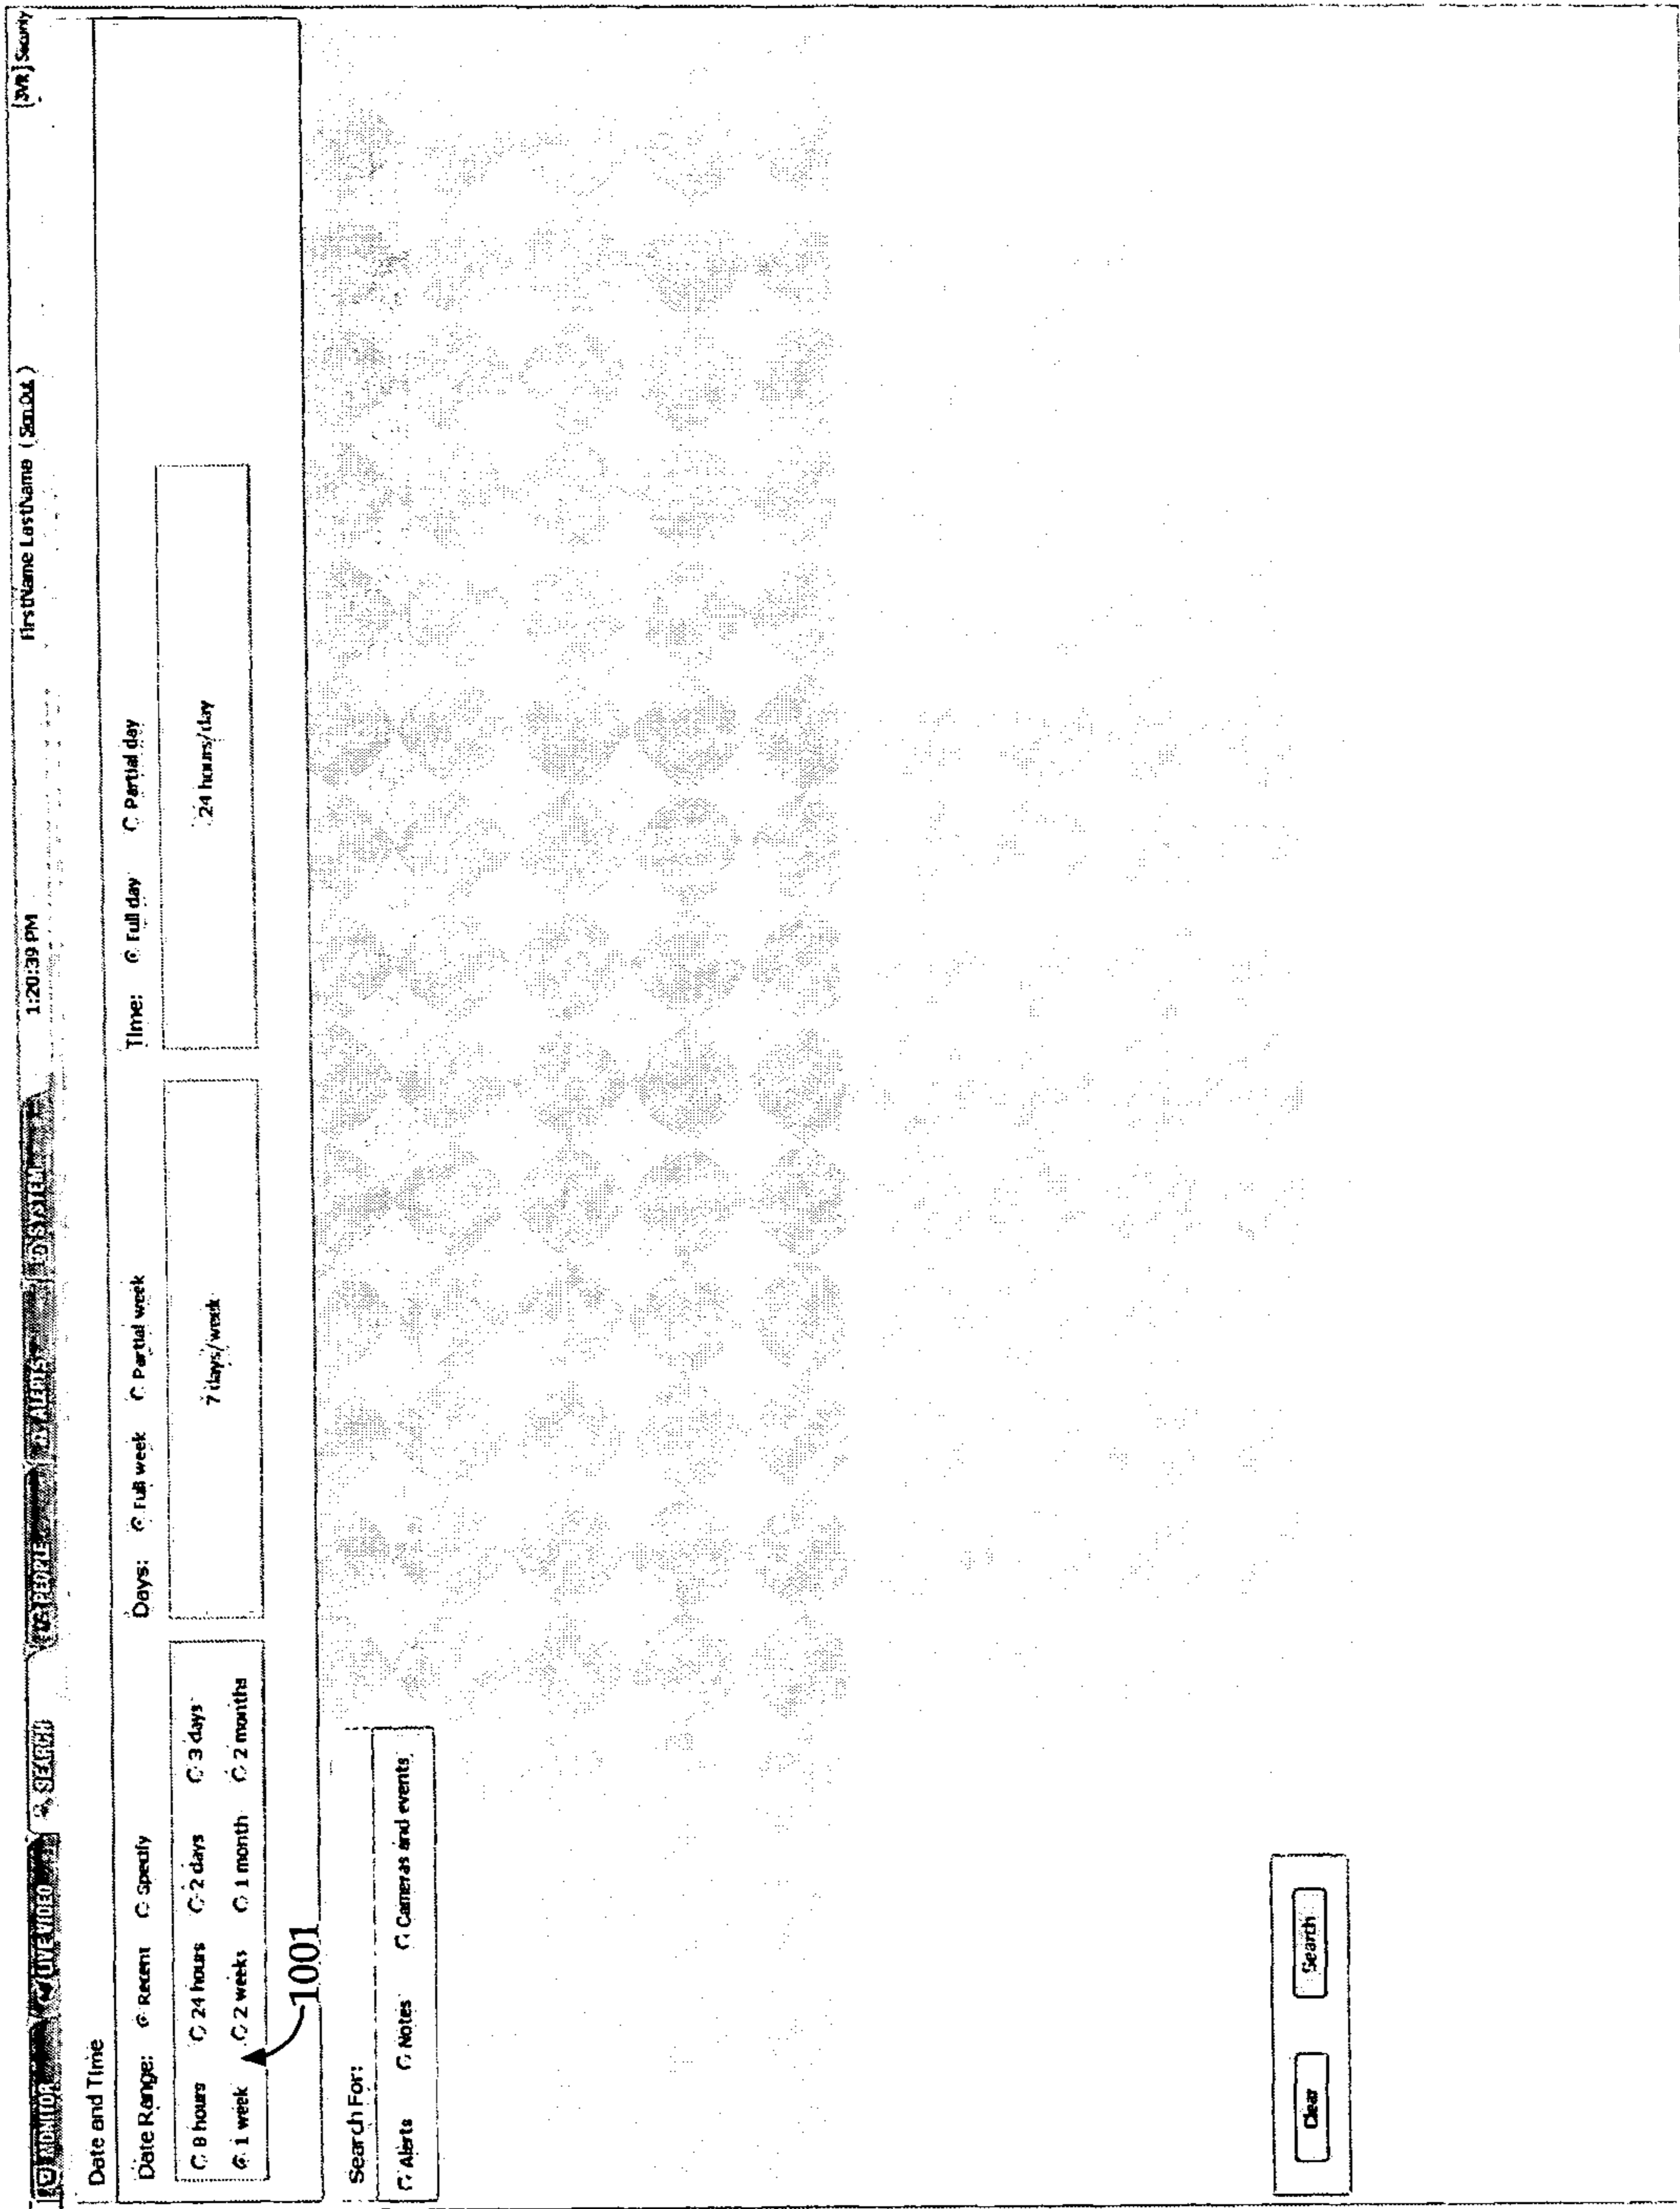 MONITOR LIVE VIDEO SEARCH PEOPLE ALERTS SYSTEM 1:20:39 PM FirstName LastName ( Sign Out ) [3VR] Security
Date and Time
Date Range: Recent Specify Days: Full week Partial week Time: Full day Partial day
8 hours 24 hours 2 days 3 days
1 week 2 weeks 1 month 2 months
7 days/week
24 hours/day
1001
Search For:
Alerts Notes Cameras and events
Clear Search